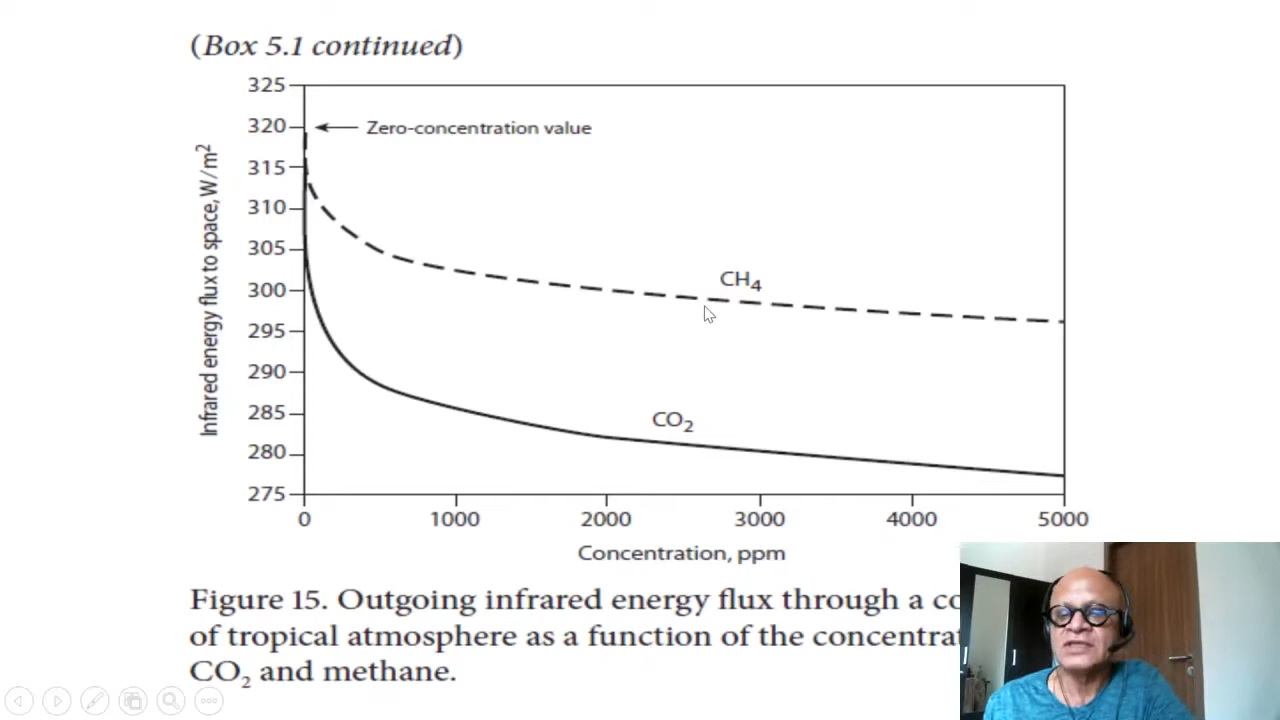 (Box 5.1 continued)
325
320
315
310
305
300
295
290
285
280
275
Infrared energy flux to space, W/m²
Zero-concentration value
CH₄
CO₂
0 1000 2000 3000 4000 5000
Concentration, ppm
Figure 15. Outgoing infrared energy flux through a
of tropical atmosphere as a function of the
CO₂ and methane.